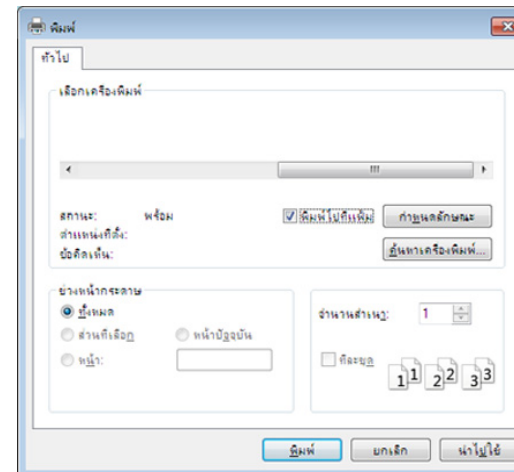 พิมพ์
ทั่วไป
เลือกเครื่องพิมพ์
สถานะ: พร้อม
ตำแหน่งที่ตั้ง:
ข้อคิดเห็น:
พิมพ์ไปที่แฟ้ม
กำหนดลักษณะ
ค้นหาเครื่องพิมพ์...
ช่วงหน้ากระดาษ
ทั้งหมด
ส่วนที่เลือก
หน้าปัจจุบัน
หน้า:
จำนวนสำเนา: 1
ทีละชุด
1 1 2 2 3 3
พิมพ์
ยกเลิก
นำไปใช้